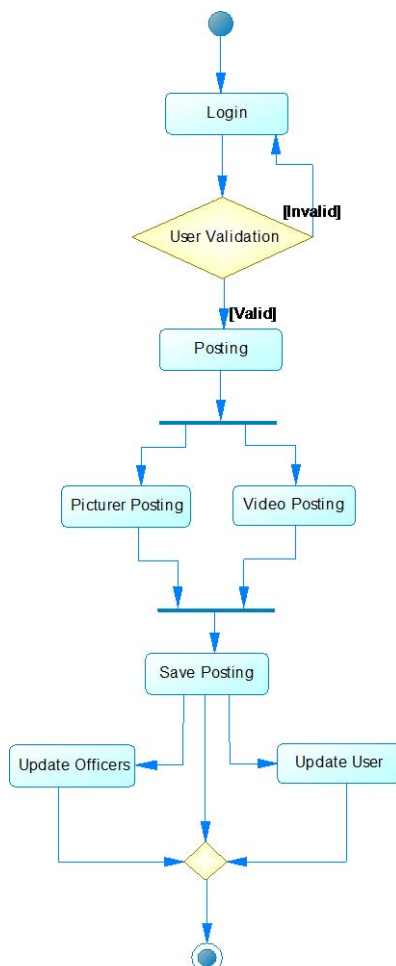 Login
[Invalid]
User Validation
[Valid]
Posting
Picturer Posting
Video Posting
Save Posting
Update Officers
Update User